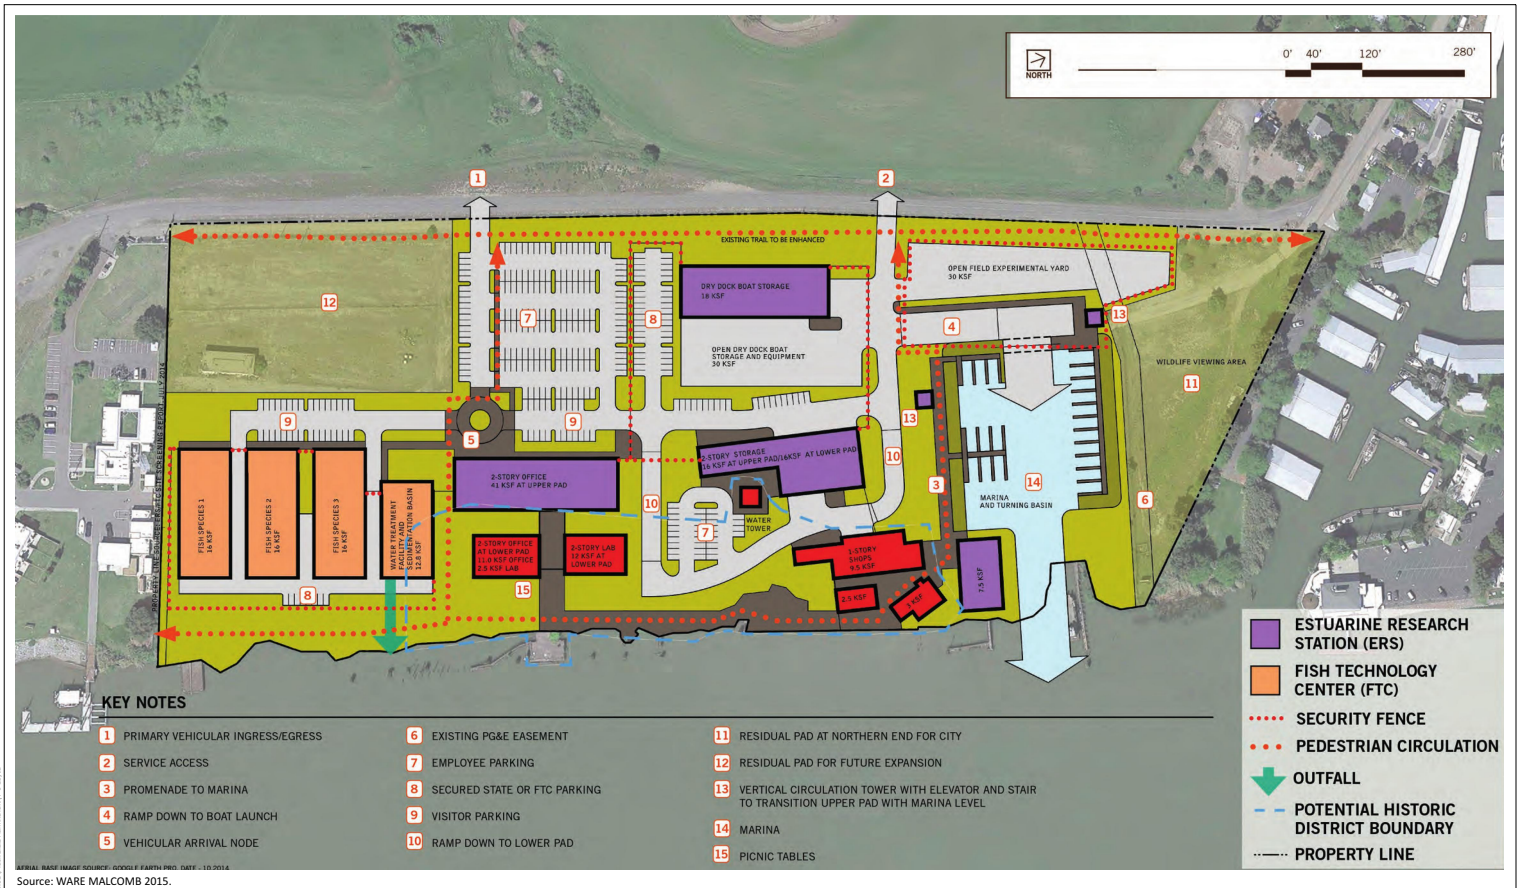 0' 40' 120' 280'
NORTH
1
2
EXISTING TRAIL TO BE ENHANCED
OPEN FIELD EXPERIMENTAL YARD
30 KSF
DRY DOCK BOAT STORAGE
18 KSF
12
7
8
4
13
OPEN DRY DOCK BOAT
STORAGE AND EQUIPMENT
30 KSF
WILDLIFE VIEWING AREA
11
9
5
9
13
2-STORY STORAGE
16 KSF AT UPPER PAD/16KSF AT LOWER PAD
10
2-STORY OFFICE
41 KSF AT UPPER PAD
3
14
MARINA
AND TURNING BASIN
6
10
WATER
TOWER
7
FISH SPECIES 1
16 KSF
FISH SPECIES 2
16 KSF
FISH SPECIES 3
16 KSF
WATER TREATMENT
FACILITY AND
SEDIMENTATION BASIN
12.8 KSF
2-STORY OFFICE
AT LOWER PAD
11.0 KSF OFFICE
2.5 KSF LAB
2-STORY LAB
12 KSF AT
LOWER PAD
1-STORY
SHOPS
9.5 KSF
2.5 KSF
3 KSF
7.5 KSF
8
15
ESTUARINE RESEARCH
STATION (ERS)
FISH TECHNOLOGY
CENTER (FTC)
SECURITY FENCE
PEDESTRIAN CIRCULATION
OUTFALL
POTENTIAL HISTORIC
DISTRICT BOUNDARY
PROPERTY LINE
KEY NOTES
1 PRIMARY VEHICULAR INGRESS/EGRESS
2 SERVICE ACCESS
3 PROMENADE TO MARINA
4 RAMP DOWN TO BOAT LAUNCH
5 VEHICULAR ARRIVAL NODE
6 EXISTING PG&E EASEMENT
7 EMPLOYEE PARKING
8 SECURED STATE OR FTC PARKING
9 VISITOR PARKING
10 RAMP DOWN TO LOWER PAD
11 RESIDUAL PAD AT NORTHERN END FOR CITY
12 RESIDUAL PAD FOR FUTURE EXPANSION
13 VERTICAL CIRCULATION TOWER WITH ELEVATOR AND STAIR
TO TRANSITION UPPER PAD WITH MARINA LEVEL
14 MARINA
15 PICNIC TABLES
AERIAL BASE IMAGE SOURCE: GOOGLE EARTH PRO, DATE - 10.2014
Source: WARE MALCOMB 2015.